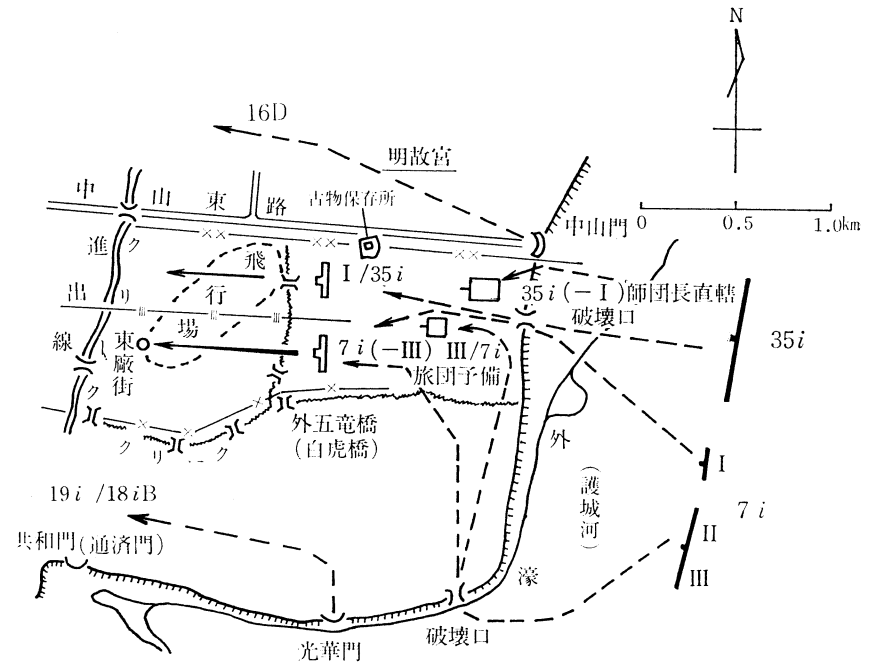 N
16D
明故宮
中山東路
古物保存所
中山門
0 0.5 1.0km
進出線
クリーク
飛行場
I/35i
35i(-I)師団長直轄
破壊口
35i
東廠街
7i(-III) III/7i
旅団予備
外五竜橋
(白虎橋)
クリク
外濠
(護城河)
I
7i
II
III
19i/18iB
共和門(通済門)
光華門
破壊口